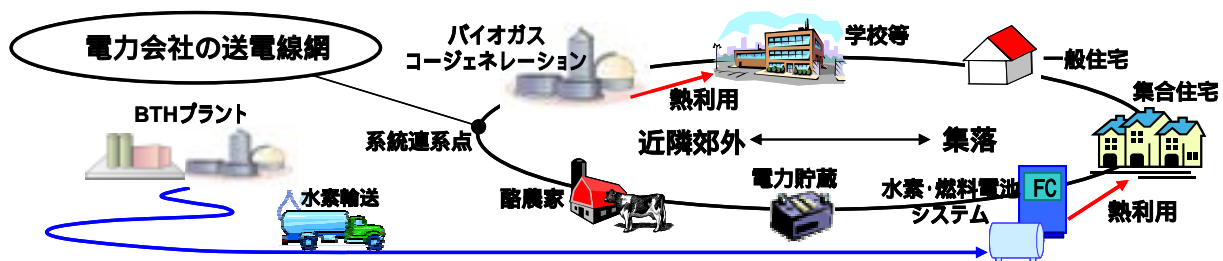 電力会社の送電線網
バイオガス
コージェネレーション
学校等
一般住宅
熱利用
集合住宅
BTHプラント
系統連系点
近隣郊外
集落
酪農家
電力貯蔵
水素・燃料電池
システム
FC
水素輸送
熱利用